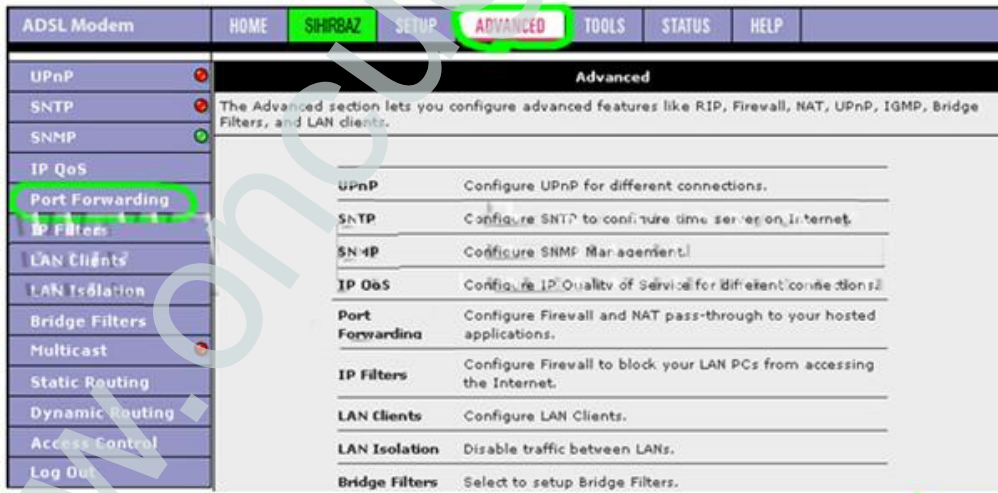 ADSL Modem
HOME SIHIRBAZ SETUP ADVANCED TOOLS STATUS HELP
UPnP
SNTP
SNMP
IP QoS
Port Forwarding
IP Filters
LAN Clients
LAN Isolation
Bridge Filters
Multicast
Static Routing
Dynamic Routing
Access Control
Log Out
Advanced
The Advanced section lets you configure advanced features like RIP, Firewall, NAT, UPnP, IGMP, Bridge
Filters, and LAN clients.
UPnP Configure UPnP for different connections.
SNTP Configure SNTP to configure time server on Internet.
SNMP Configure SNMP Management.
IP QoS Configure IP Quality of Service for different connections.
Port Configure Firewall and NAT pass-through to your hosted
Forwarding applications.
IP Filters Configure Firewall to block your LAN PCs from accessing
the Internet.
LAN Clients Configure LAN Clients.
LAN Isolation Disable traffic between LANs.
Bridge Filters Select to setup Bridge Filters.